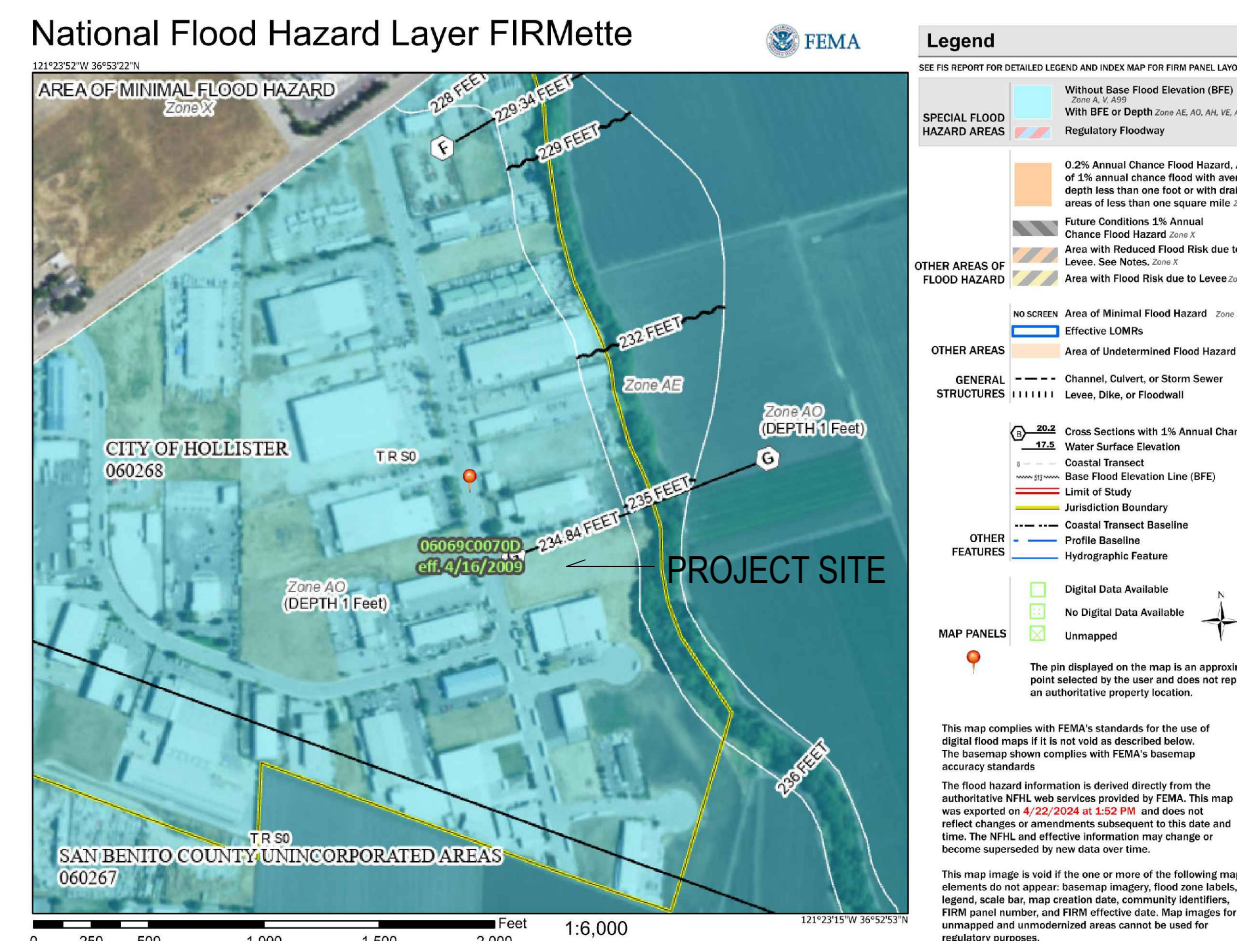 National Flood Hazard Layer FIRMette
FEMA
121°23'52"W 36°53'22"N
AREA OF MINIMAL FLOOD HAZARD
Zone X
228 FEET
229.34 FEET
F
229 FEET
232 FEET
Zone AE
Zone AO
(DEPTH 1 Feet)
G
CITY OF HOLLISTER
060268
T R S0
235 FEET
234.84 FEET
06069C0070D
eff. 4/16/2009
PROJECT SITE
Zone AO
(DEPTH 1 Feet)
236 FEET
T R S0
SAN BENITO COUNTY UNINCORPORATED AREAS
060267
121°23'15"W 36°52'53"N
Feet
1:6,000
0 250 500 1,000 1,500 2,000
Legend
SEE FIS REPORT FOR DETAILED LEGEND AND INDEX MAP FOR FIRM PANEL LAYO
SPECIAL FLOOD
HAZARD AREAS
Without Base Flood Elevation (BFE)
Zone A, V, A99
With BFE or Depth Zone AE, AO, AH, VE,
Regulatory Floodway
OTHER AREAS OF
FLOOD HAZARD
0.2% Annual Chance Flood Hazard,
of 1% annual chance flood with aver
depth less than one foot or with drai
areas of less than one square mile
Future Conditions 1% Annual
Chance Flood Hazard Zone X
Area with Reduced Flood Risk due to
Levee. See Notes. Zone X
Area with Flood Risk due to Levee Zo
OTHER AREAS
NO SCREEN Area of Minimal Flood Hazard Zone
Effective LOMRs
Area of Undetermined Flood Hazard
GENERAL
STRUCTURES
Channel, Culvert, or Storm Sewer
Levee, Dike, or Floodwall
OTHER
FEATURES
B 20.2 Cross Sections with 1% Annual Chan
17.5 Water Surface Elevation
8 Coastal Transect
513 Base Flood Elevation Line (BFE)
Limit of Study
Jurisdiction Boundary
Coastal Transect Baseline
Profile Baseline
Hydrographic Feature
MAP PANELS
Digital Data Available
No Digital Data Available
Unmapped
N
The pin displayed on the map is an approxin
point selected by the user and does not rep
an authoritative property location.
This map complies with FEMA's standards for the use of
digital flood maps if it is not void as described below.
The basemap shown complies with FEMA's basemap
accuracy standards
The flood hazard information is derived directly from the
authoritative NFHL web services provided by FEMA. This map
was exported on 4/22/2024 at 1:52 PM and does not
reflect changes or amendments subsequent to this date and
time. The NFHL and effective information may change or
become superseded by new data over time.
This map image is void if the one or more of the following map
elements do not appear: basemap imagery, flood zone labels,
legend, scale bar, map creation date, community identifiers,
FIRM panel number, and FIRM effective date. Map images for
unmapped and unmodernized areas cannot be used for
regulatory purposes.